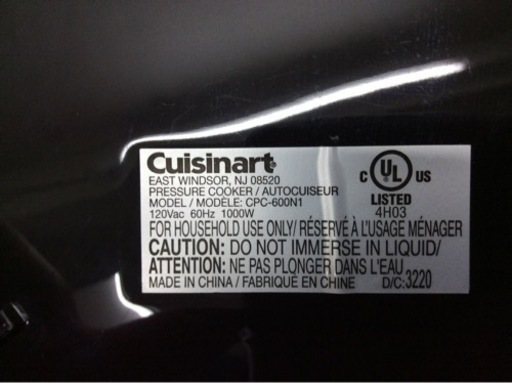 Cuisinart®
EAST WINDSOR, NJ 08520
PRESSURE COOKER / AUTOCUISEUR
MODEL / MODÈLE: CPC-600N1
120Vac 60Hz 1000W
C UL US
LISTED
4H03
FOR HOUSEHOLD USE ONLY/ RÉSERVÉ À L'USAGE MÉNAGER
CAUTION: DO NOT IMMERSE IN LIQUID/
ATTENTION: NE PAS PLONGER DANS L'EAU
MADE IN CHINA / FABRIQUÉ EN CHINE D/C:3220